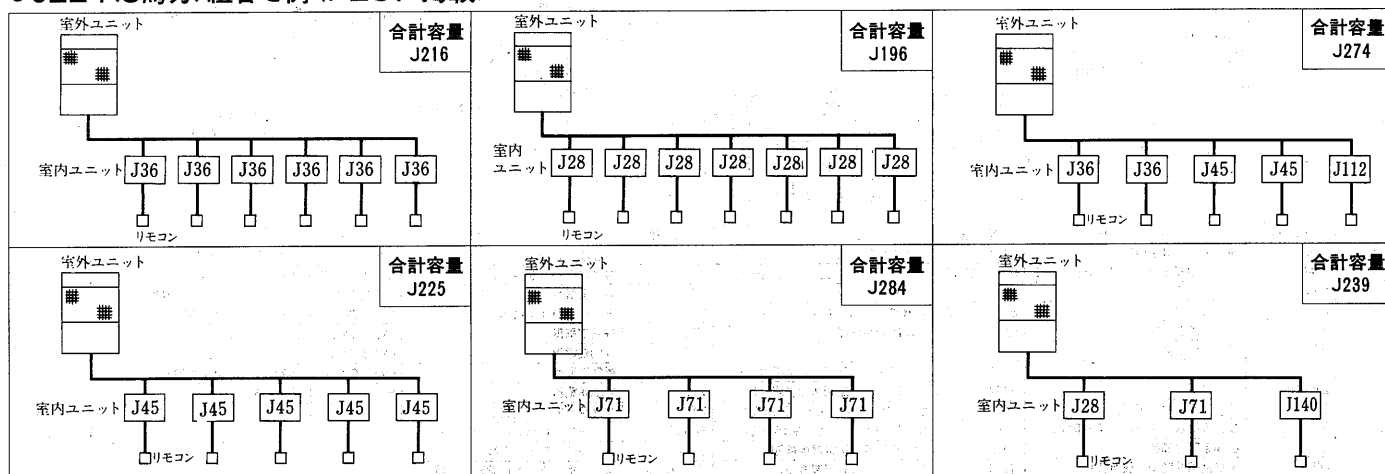 室外ユニット
合計容量
J216
室内ユニット J36 J36 J36 J36 J36 J36
リモコン
室外ユニット
合計容量
J196
室内
ユニット J28 J28 J28 J28 J28 J28 J28
リモコン
室外ユニット
合計容量
J274
室内ユニット J36 J36 J45 J45 J112
リモコン
室外ユニット
合計容量
J225
室内ユニット J45 J45 J45 J45 J45
リモコン
室外ユニット
合計容量
J284
室内ユニット J71 J71 J71 J71
リモコン
室外ユニット
合計容量
J239
室内ユニット J28 J71 J140
リモコン